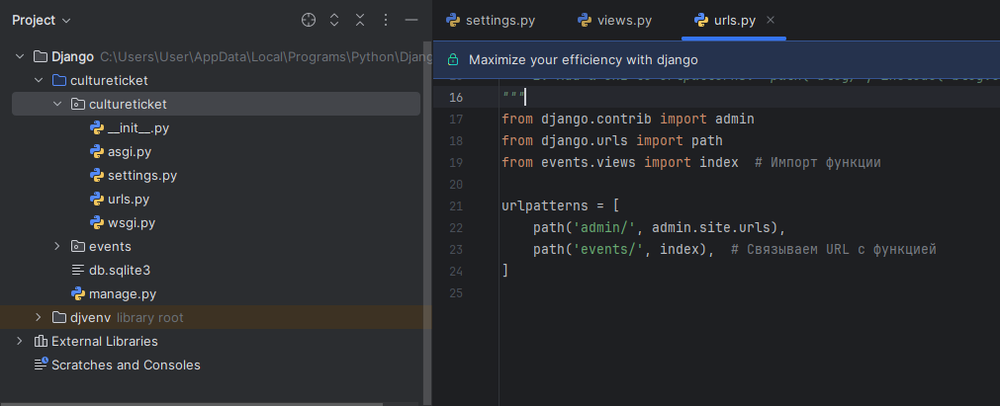 Project
Django C:\Users\User\AppData\Local\Programs\Python\Djang
cultureticket
cultureticket
__init__.py
asgi.py
settings.py
urls.py
wsgi.py
events
db.sqlite3
manage.py
djvenv library root
External Libraries
Scratches and Consoles
settings.py views.py urls.py
Maximize your efficiency with django
16 """
17 from django.contrib import admin
18 from django.urls import path
19 from events.views import index # Импорт функции
20
21 urlpatterns = [
22 path('admin/', admin.site.urls),
23 path('events/', index), # Связываем URL с функцией
24 ]
25